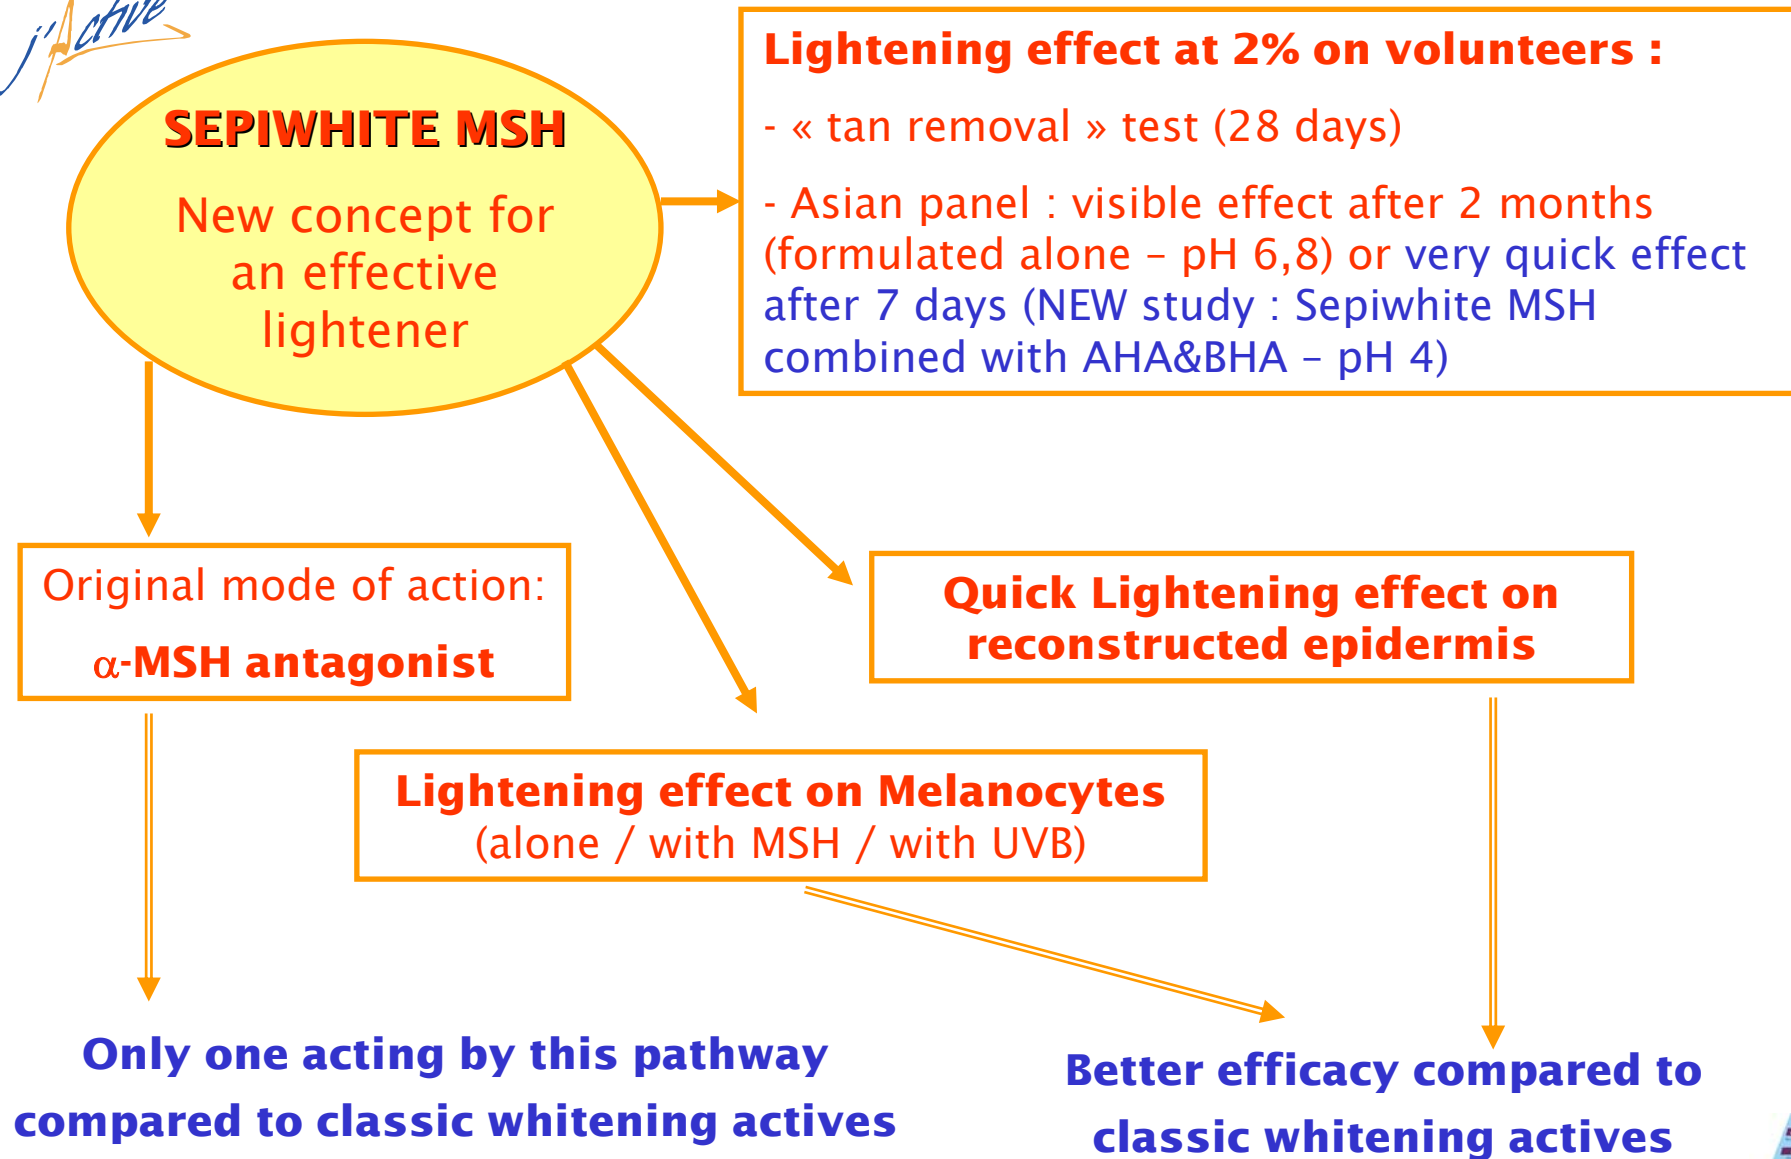 j'Active
SEPIWHITE MSH
New concept for
an effective
lightener
Lightening effect at 2% on volunteers :
- « tan removal » test (28 days)
- Asian panel : visible effect after 2 months
(formulated alone – pH 6,8) or very quick effect
after 7 days (NEW study : Sepiwhite MSH
combined with AHA&BHA – pH 4)
Original mode of action:
α-MSH antagonist
Quick Lightening effect on
reconstructed epidermis
Lightening effect on Melanocytes
(alone / with MSH / with UVB)
Only one acting by this pathway
compared to classic whitening actives
Better efficacy compared to
classic whitening actives